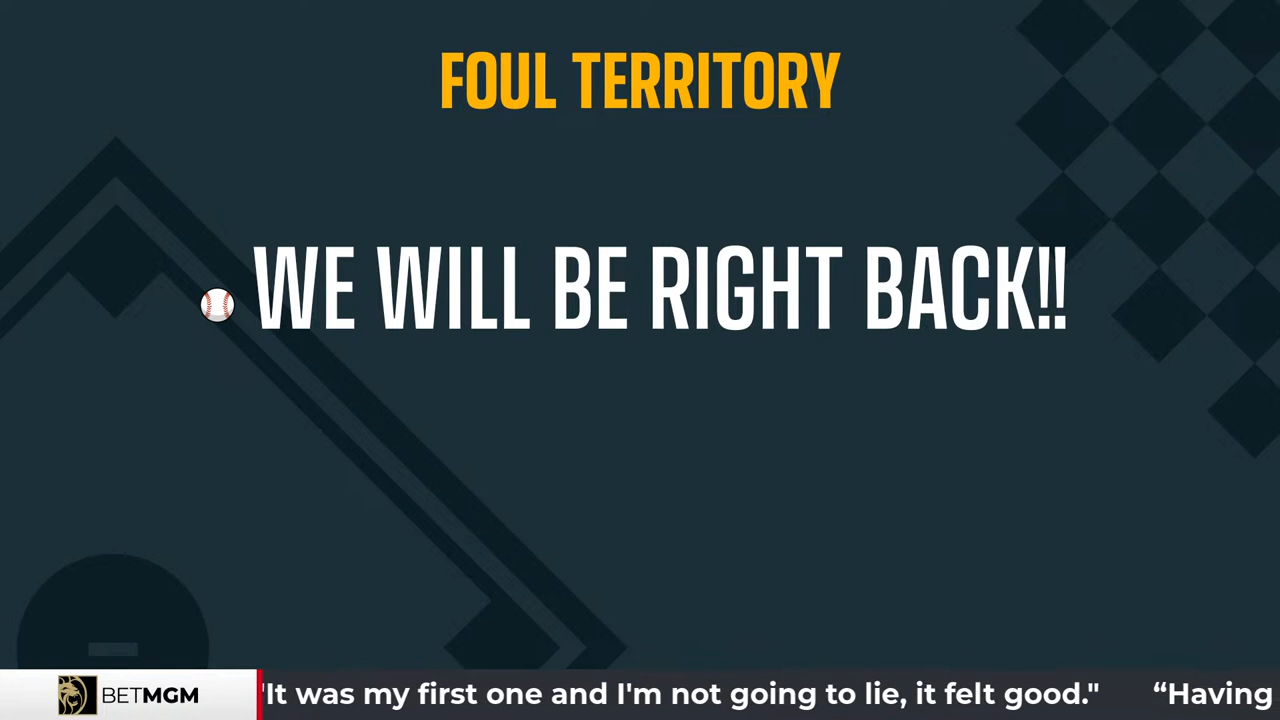 FOUL TERRITORY
WE WILL BE RIGHT BACK!!
BETMGM "It was my first one and I'm not going to lie, it felt good." “Having